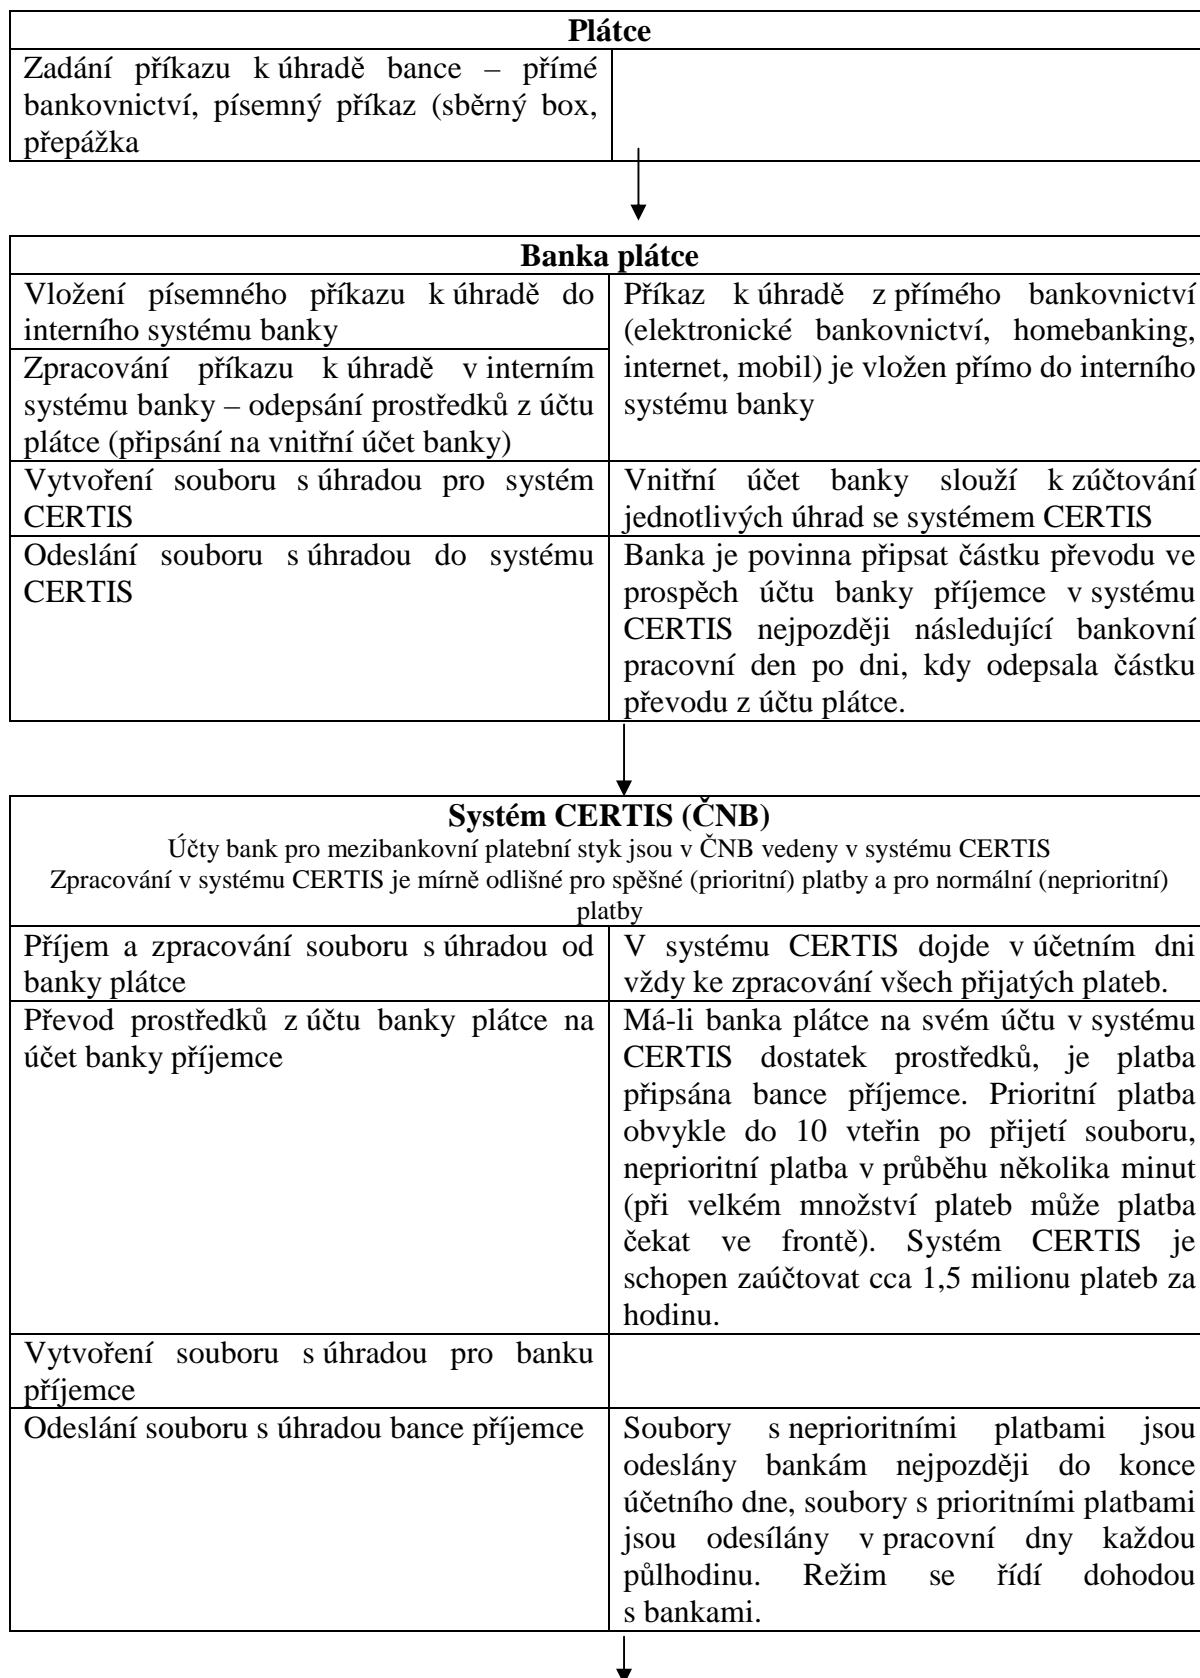 Plátce
Zadání příkazu k úhradě bance – přímé
bankovnictví, písemný příkaz (sběrný box,
přepážka
Banka plátce
Vložení písemného příkazu k úhradě do
interního systému banky
Zpracování příkazu k úhradě v interním
systému banky – odepsání prostředků z účtu
plátce (připsání na vnitřní účet banky)
Příkaz k úhradě z přímého bankovnictví
(elektronické bankovnictví, homebanking,
internet, mobil) je vložen přímo do interního
systému banky
Vytvoření souboru s úhradou pro systém
CERTIS
Vnitřní účet banky slouží k zúčtování
jednotlivých úhrad se systémem CERTIS
Odeslání souboru s úhradou do systému
CERTIS
Banka je povinna připsat částku převodu ve
prospěch účtu banky příjemce v systému
CERTIS nejpozději následující bankovní
pracovní den po dni, kdy odepsala částku
převodu z účtu plátce.
Systém CERTIS (ČNB)
Účty bank pro mezibankovní platební styk jsou v ČNB vedeny v systému CERTIS
Zpracování v systému CERTIS je mírně odlišné pro spěšné (prioritní) platby a pro normální (neprioritní)
platby
Příjem a zpracování souboru s úhradou od
banky plátce
V systému CERTIS dojde v účetním dni
vždy ke zpracování všech přijatých plateb.
Převod prostředků z účtu banky plátce na
účet banky příjemce
Má-li banka plátce na svém účtu v systému
CERTIS dostatek prostředků, je platba
připsána bance příjemce. Prioritní platba
obvykle do 10 vteřin po přijetí souboru,
neprioritní platba v průběhu několika minut
(při velkém množství plateb může platba
čekat ve frontě). Systém CERTIS je
schopen zaúčtovat cca 1,5 milionu plateb za
hodinu.
Vytvoření souboru s úhradou pro banku
příjemce
Odeslání souboru s úhradou bance příjemce
Soubory s neprioritními platbami jsou
odeslány bankám nejpozději do konce
účetního dne, soubory s prioritními platbami
jsou odesílány v pracovní dny každou
půlhodinu. Režim se řídí dohodou
s bankami.